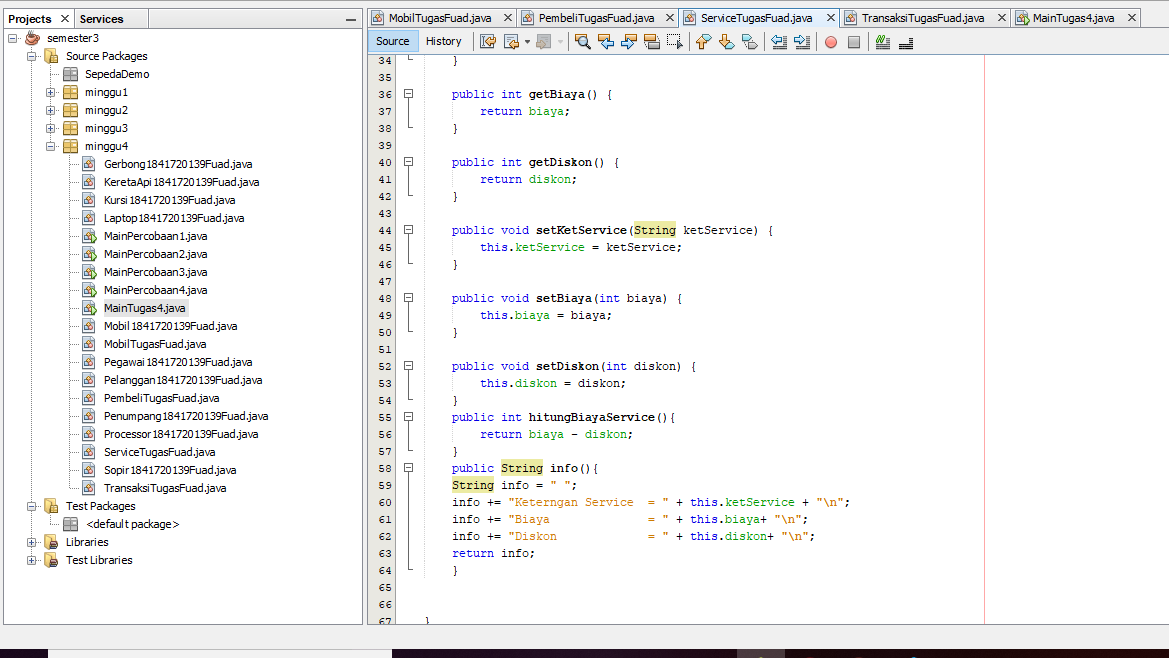 Projects Services
semester3
Source Packages
SepedaDemo
minggu1
minggu2
minggu3
minggu4
Gerbong1841720139Fuad.java
KeretaApi1841720139Fuad.java
Kursi1841720139Fuad.java
Laptop1841720139Fuad.java
MainPercobaan1.java
MainPercobaan2.java
MainPercobaan3.java
MainPercobaan4.java
MainTugas4.java
Mobil1841720139Fuad.java
MobilTugasFuad.java
Pegawai1841720139Fuad.java
Pelanggan1841720139Fuad.java
PembeliTugasFuad.java
Penumpang1841720139Fuad.java
Processor1841720139Fuad.java
ServiceTugasFuad.java
Sopir1841720139Fuad.java
TransaksiTugasFuad.java
Test Packages
<default package>
Libraries
Test Libraries
MobilTugasFuad.java PembeliTugasFuad.java ServiceTugasFuad.java TransaksiTugasFuad.java MainTugas4.java
Source History
34 }
35
36 public int getBiaya() {
37 return biaya;
38 }
39
40 public int getDiskon() {
41 return diskon;
42 }
43
44 public void setKetService(String ketService) {
45 this.ketService = ketService;
46 }
47
48 public void setBiaya(int biaya) {
49 this.biaya = biaya;
50 }
51
52 public void setDiskon(int diskon) {
53 this.diskon = diskon;
54 }
55 public int hitungBiayaService(){
56 return biaya - diskon;
57 }
58 public String info(){
59 String info = " ";
60 info += "Keterngan Service  = " + this.ketService + "\n";
61 info += "Biaya              = " + this.biaya+ "\n";
62 info += "Diskon             = " + this.diskon+ "\n";
63 return info;
64 }
65
66
67 }